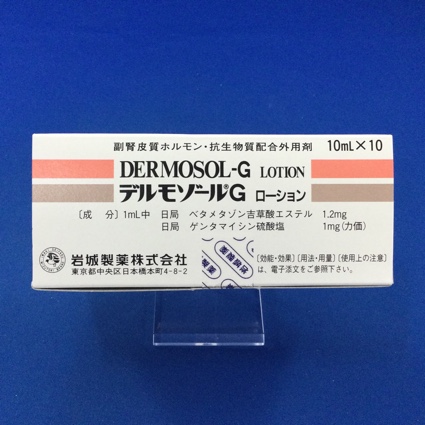 副腎皮質ホルモン・抗生物質配合外用剤
10mL×10
DERMOSOL-G LOTION
デルモゾール®G ローション
〔成 分〕1mL中 日局 ベタメタゾン吉草酸エステル 1.2mg
日局 ゲンタマイシン硫酸塩 1mg(力価)
岩城製薬株式会社
東京都中央区日本橋本町4-8-2
〔効能・効果〕〔用法・用量〕〔使用上の注意〕
は、電子添文をご参照下さい。
岩城製薬